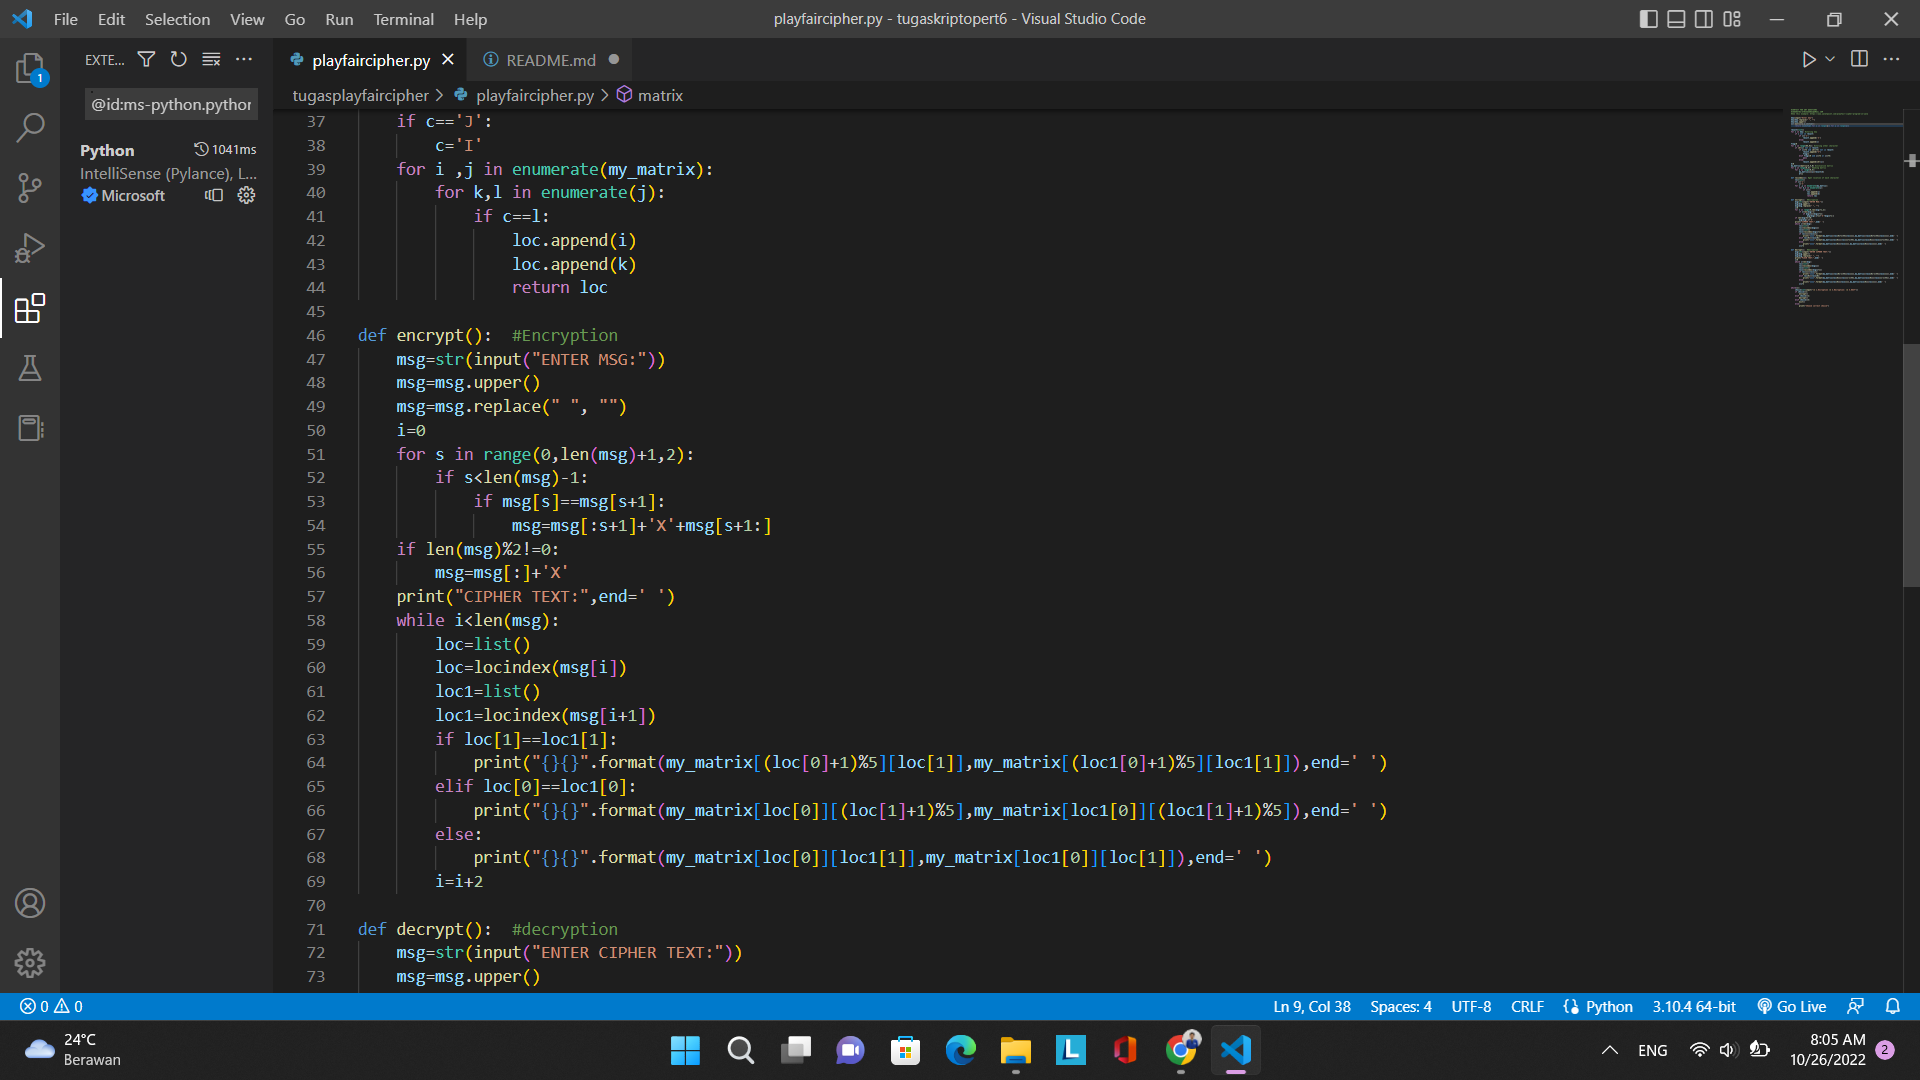 File Edit Selection View Go Run Terminal Help
playfaircipher.py - tugaskriptopert6 - Visual Studio Code
EXTE...
playfaircipher.py
README.md
1
@id:ms-python.python
tugasplayfaircipher > playfaircipher.py > matrix
Python 1041ms
IntelliSense (Pylance), L...
Microsoft
37 if c=='J':
38 c='I'
39 for i ,j in enumerate(my_matrix):
40 for k,l in enumerate(j):
41 if c==l:
42 loc.append(i)
43 loc.append(k)
44 return loc
45
46 def encrypt():  #Encryption
47 msg=str(input("ENTER MSG:"))
48 msg=msg.upper()
49 msg=msg.replace(" ", "")
50 i=0
51 for s in range(0,len(msg)+1,2):
52 if s<len(msg)-1:
53 if msg[s]==msg[s+1]:
54 msg=msg[:s+1]+'X'+msg[s+1:]
55 if len(msg)%2!=0:
56 msg=msg[:]+'X'
57 print("CIPHER TEXT:",end=' ')
58 while i<len(msg):
59 loc=list()
60 loc=locindex(msg[i])
61 loc1=list()
62 loc1=locindex(msg[i+1])
63 if loc[1]==loc1[1]:
64 print("{}{}".format(my_matrix[(loc[0]+1)%5][loc[1]],my_matrix[(loc1[0]+1)%5][loc1[1]]),end=' ')
65 elif loc[0]==loc1[0]:
66 print("{}{}".format(my_matrix[loc[0]][(loc[1]+1)%5],my_matrix[loc1[0]][(loc1[1]+1)%5]),end=' ')
67 else:
68 print("{}{}".format(my_matrix[loc[0]][loc1[1]],my_matrix[loc1[0]][loc[1]]),end=' ')
69 i=i+2
70
71 def decrypt():  #decryption
72 msg=str(input("ENTER CIPHER TEXT:"))
73 msg=msg.upper()
0 0
Ln 9, Col 38 Spaces: 4 UTF-8 CRLF Python 3.10.4 64-bit Go Live
24°C
Berawan
L
ENG
8:05 AM
10/26/2022
2